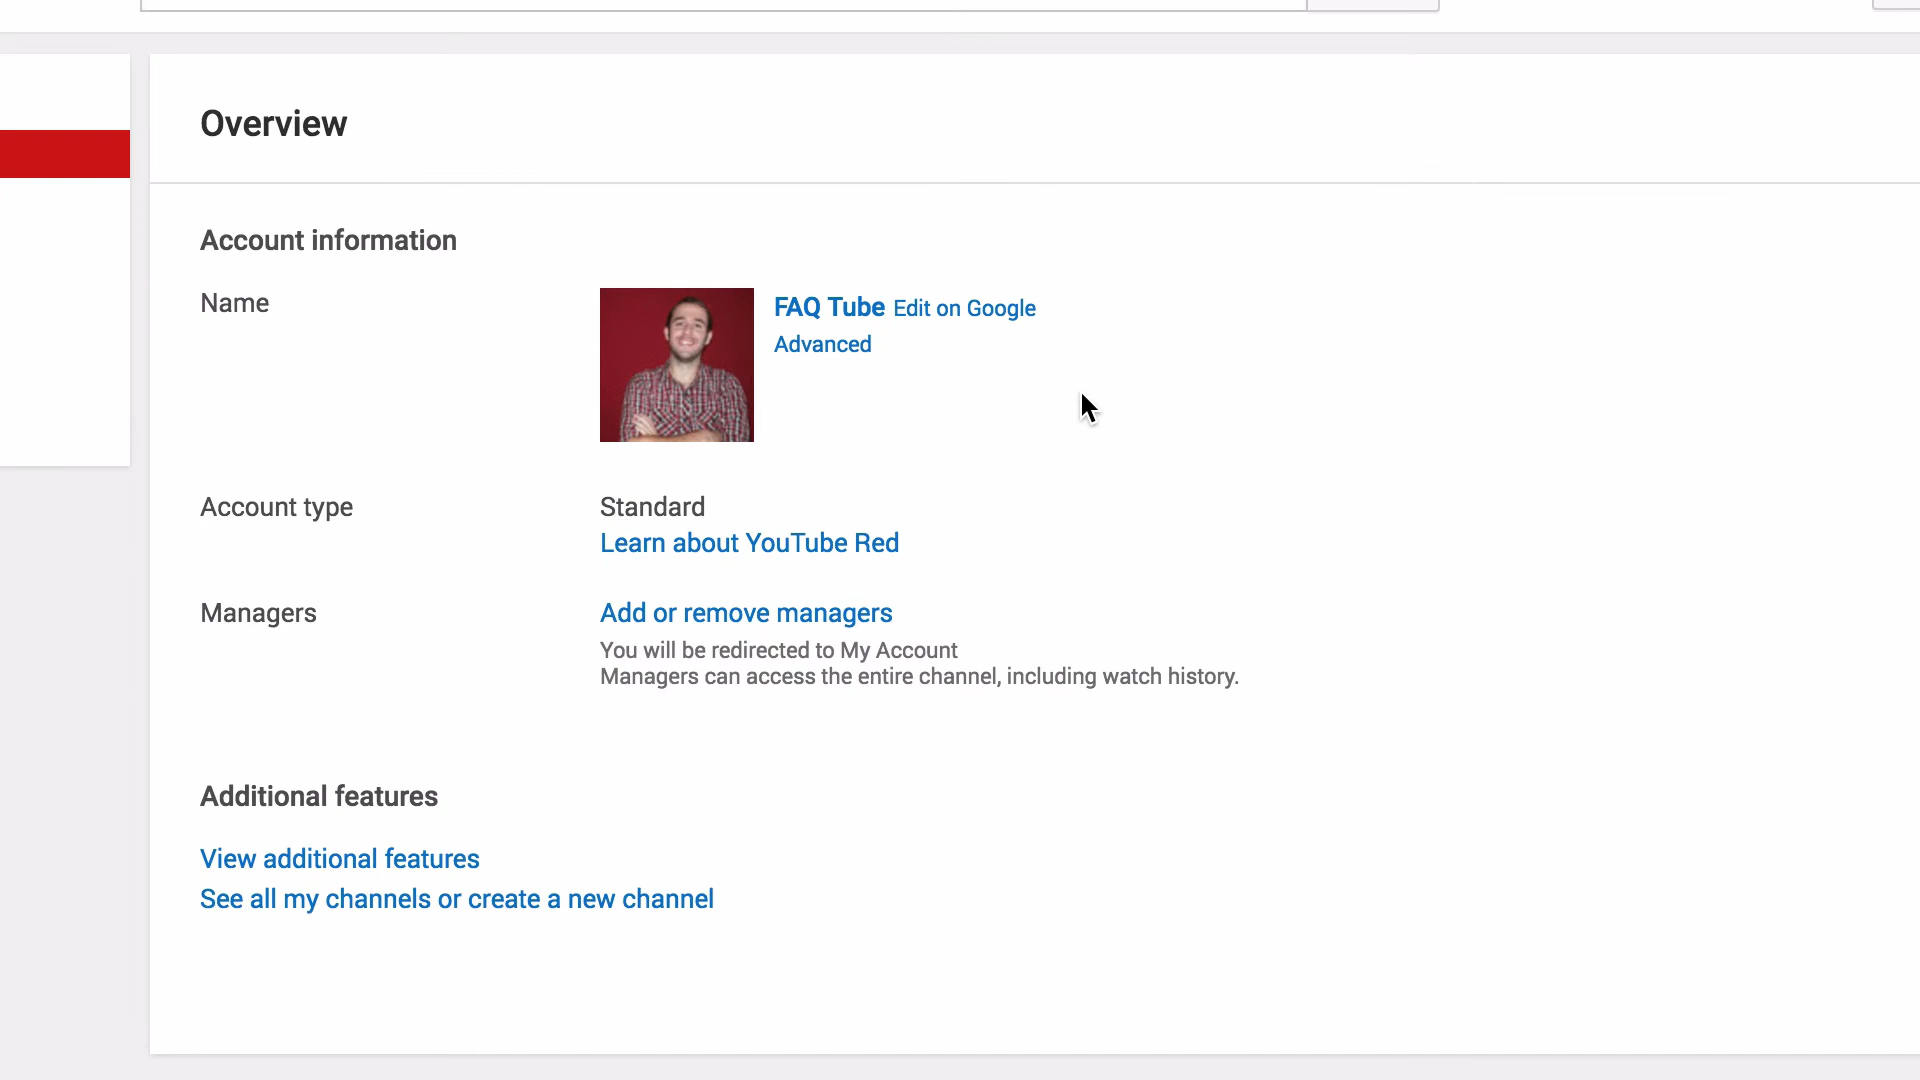 Overview
Account information
Name
FAQ Tube Edit on Google
Advanced
Account type
Standard
Learn about YouTube Red
Managers
Add or remove managers
You will be redirected to My Account
Managers can access the entire channel, including watch history.
Additional features
View additional features
See all my channels or create a new channel